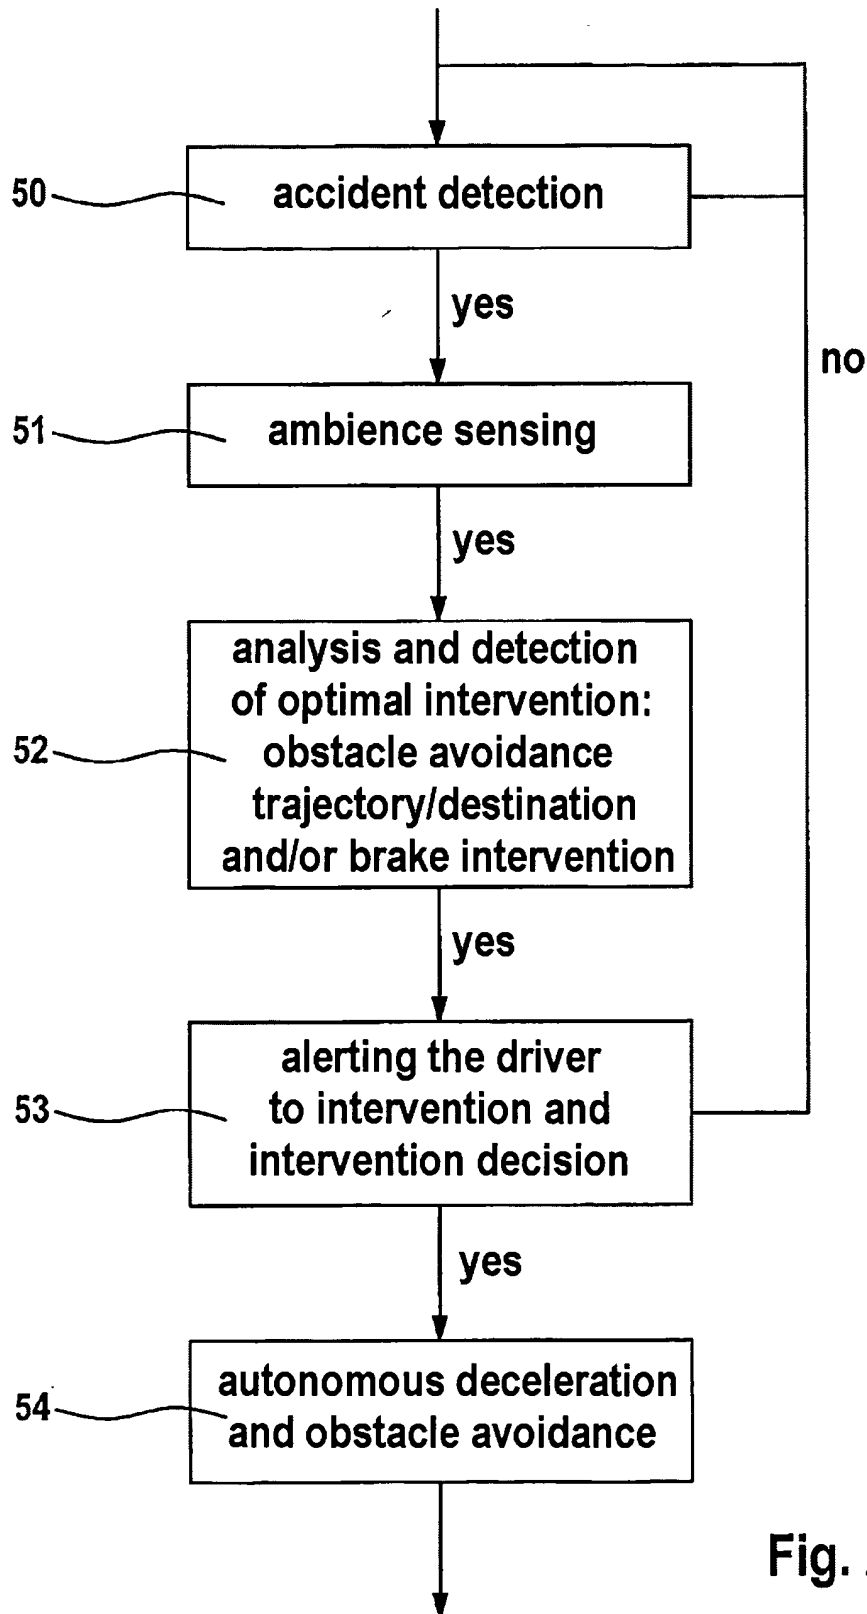 50
accident detection
yes
no
51
ambience sensing
yes
analysis and detection
of optimal intervention:
52
obstacle avoidance
trajectory/destination
and/or brake intervention
yes
alerting the driver
53
to intervention and
intervention decision
yes
autonomous deceleration
54
and obstacle avoidance
Fig.